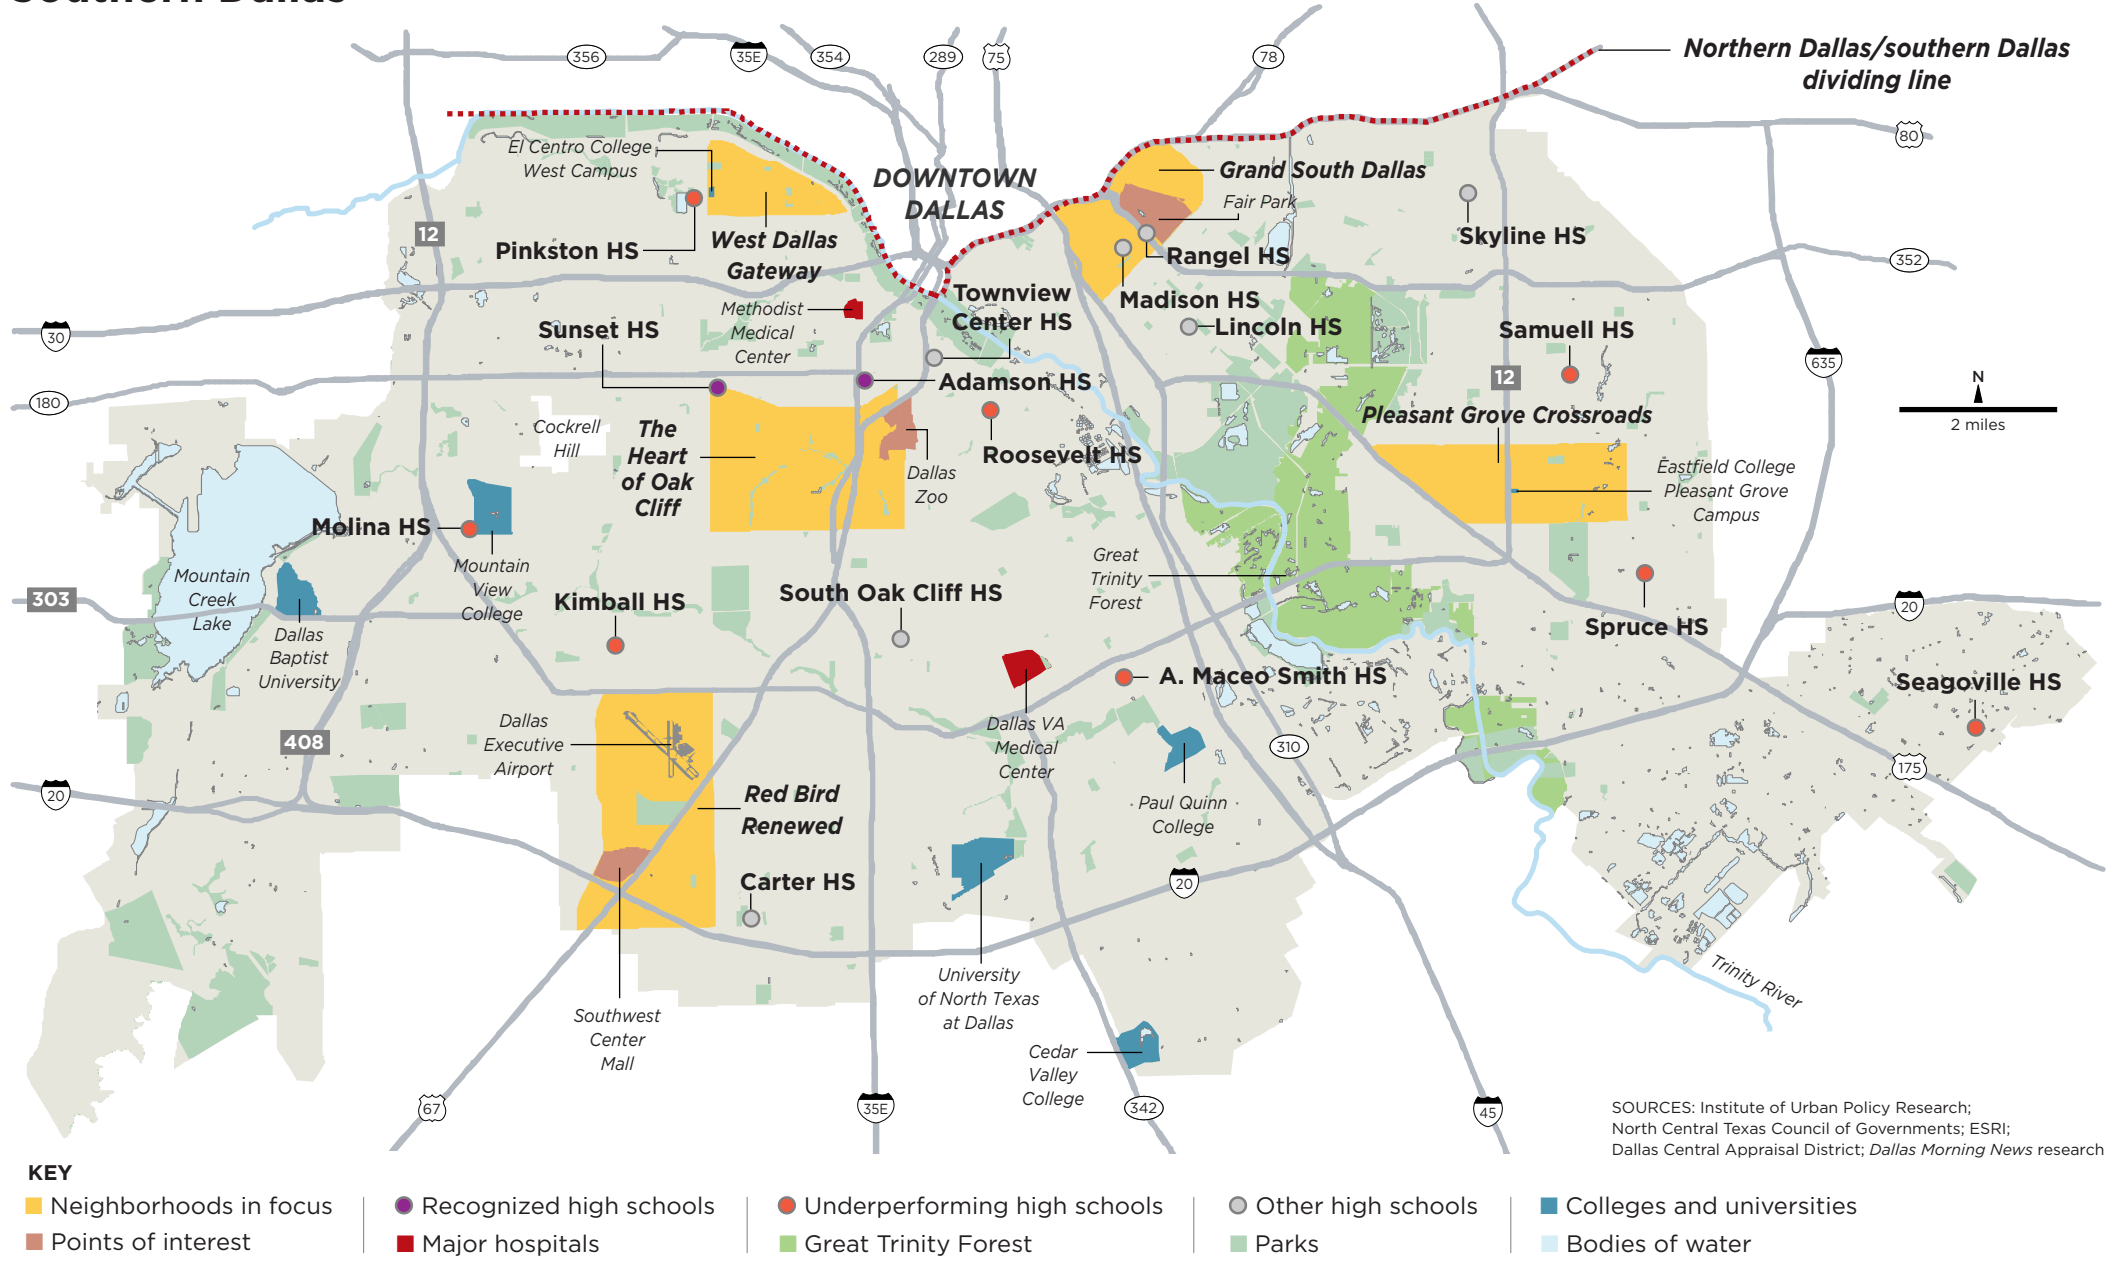 Southern Dallas
356
35E
354
289
75
78
Northern Dallas/southern Dallas
dividing line
80
El Centro College
West Campus
DOWNTOWN
DALLAS
Grand South Dallas
Fair Park
12
Pinkston HS
West Dallas
Gateway
Rangel HS
Skyline HS
352
Methodist
Medical
Center
Townview
Center HS
Madison HS
Lincoln HS
Samuell HS
30
Sunset HS
635
180
Adamson HS
12
N
2 miles
Cockrell
Hill
The
Heart
of Oak
Cliff
Dallas
Zoo
Roosevelt HS
Pleasant Grove Crossroads
Eastfield College
Pleasant Grove
Campus
Molina HS
Mountain
View
College
Mountain
Creek
Lake
Great
Trinity
Forest
303
Dallas
Baptist
University
Kimball HS
South Oak Cliff HS
20
Spruce HS
A. Maceo Smith HS
Seagoville HS
408
Dallas
Executive
Airport
Dallas VA
Medical
Center
310
175
20
Red Bird
Renewed
Paul Quinn
College
Carter HS
20
University
of North Texas
at Dallas
Trinity River
Southwest
Center
Mall
Cedar
Valley
College
67
35E
342
45
SOURCES: Institute of Urban Policy Research;
North Central Texas Council of Governments; ESRI;
Dallas Central Appraisal District; Dallas Morning News research
KEY
Neighborhoods in focus
Recognized high schools
Underperforming high schools
Other high schools
Colleges and universities
Points of interest
Major hospitals
Great Trinity Forest
Parks
Bodies of water